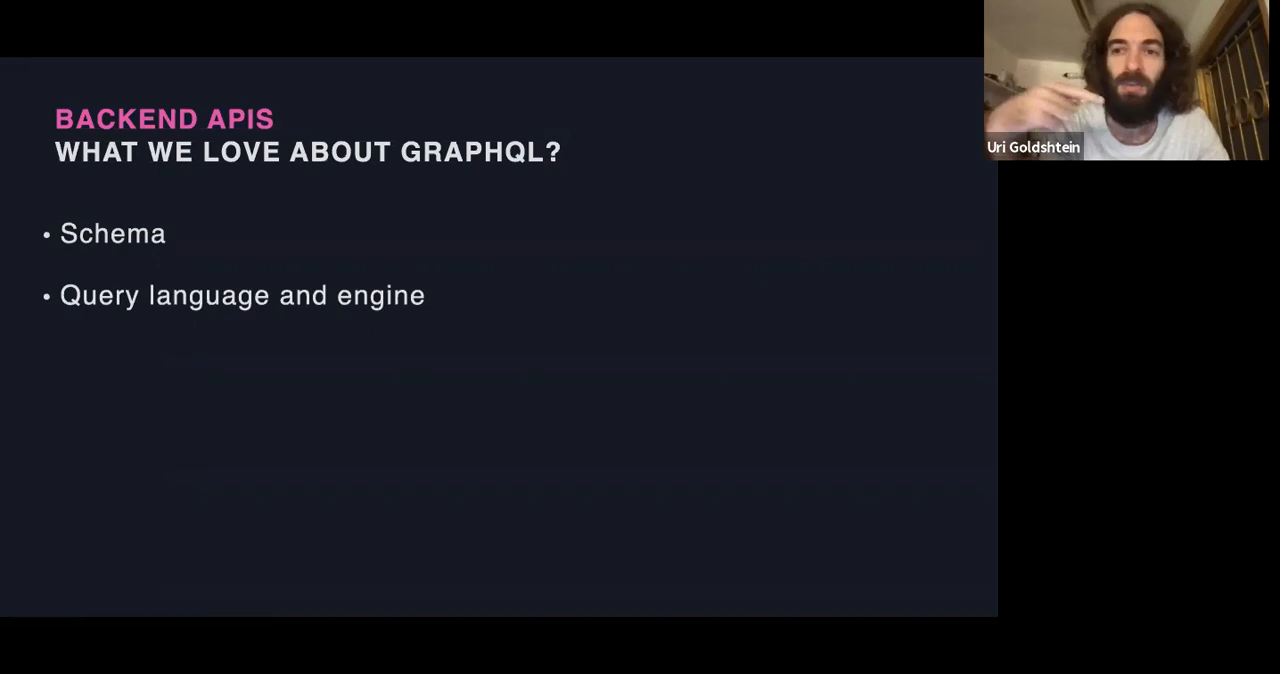 BACKEND APIS
WHAT WE LOVE ABOUT GRAPHQL?
• Schema
• Query language and engine
Uri Goldshtein